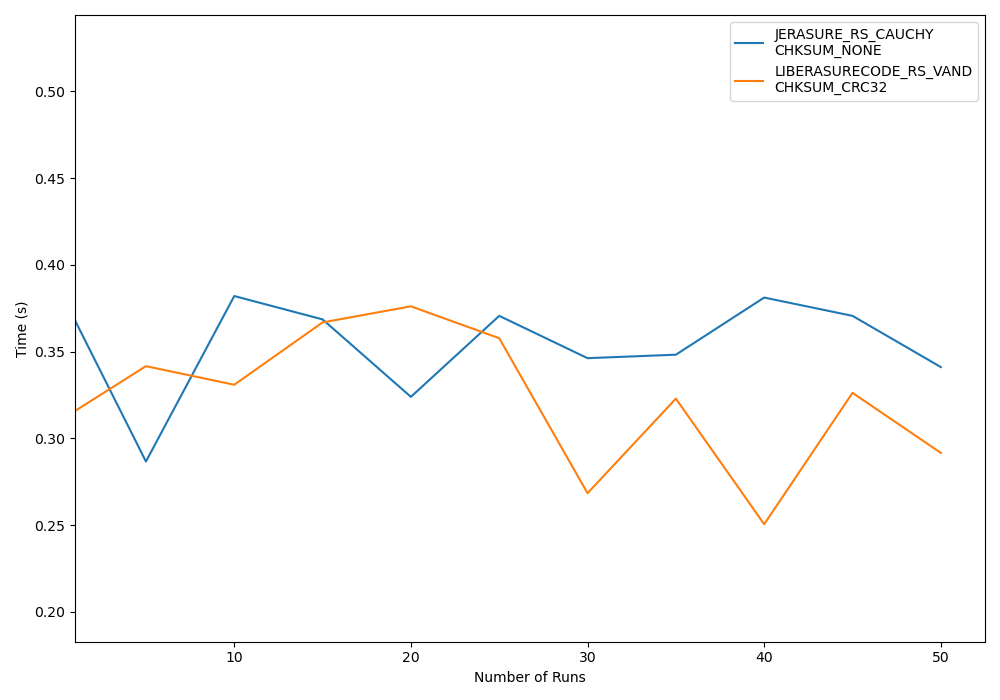 JERASURE_RS_CAUCHY
CHKSUM_NONE
LIBERASURECODE_RS_VAND
CHKSUM_CRC32
0.50
0.45
0.40
0.35
0.30
0.25
0.20
Time (s)
10 20 30 40 50
Number of Runs